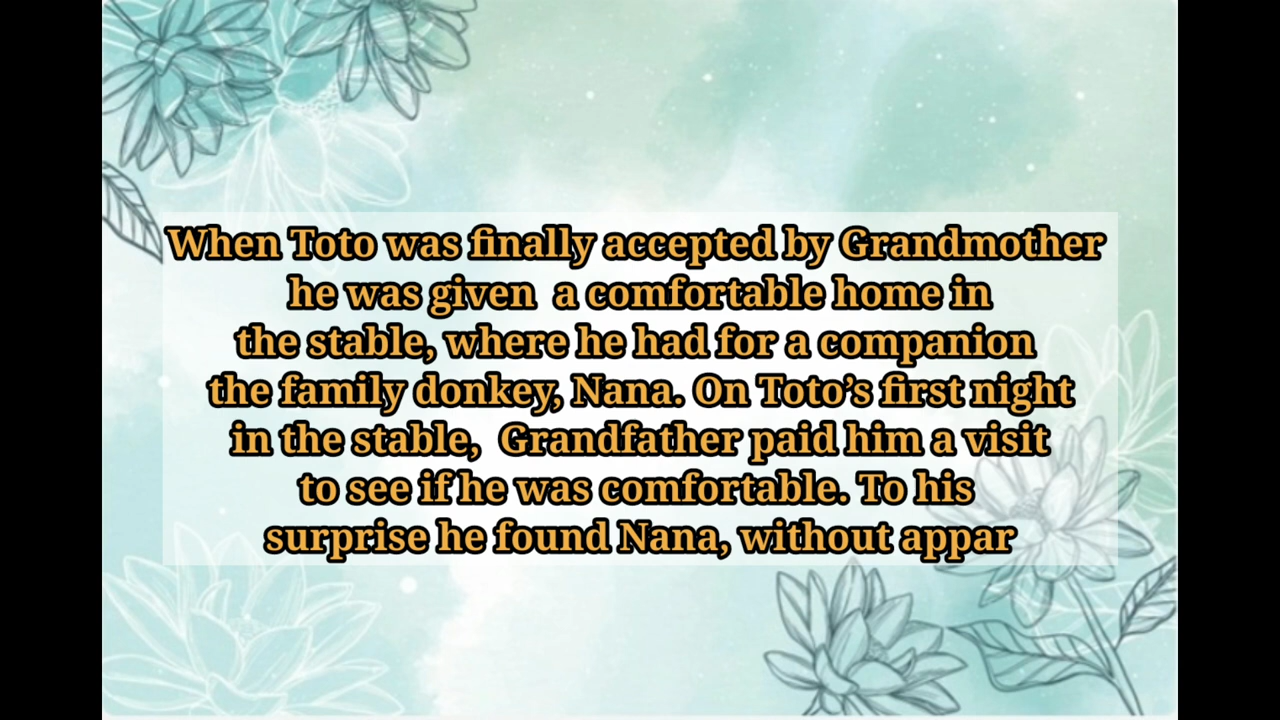 When Toto was finally accepted by Grandmother
he was given  a comfortable home in
the stable, where he had for a companion
the family donkey, Nana. On Toto’s first night
in the stable,  Grandfather paid him a visit
to see if he was comfortable. To his
surprise he found Nana, without appar